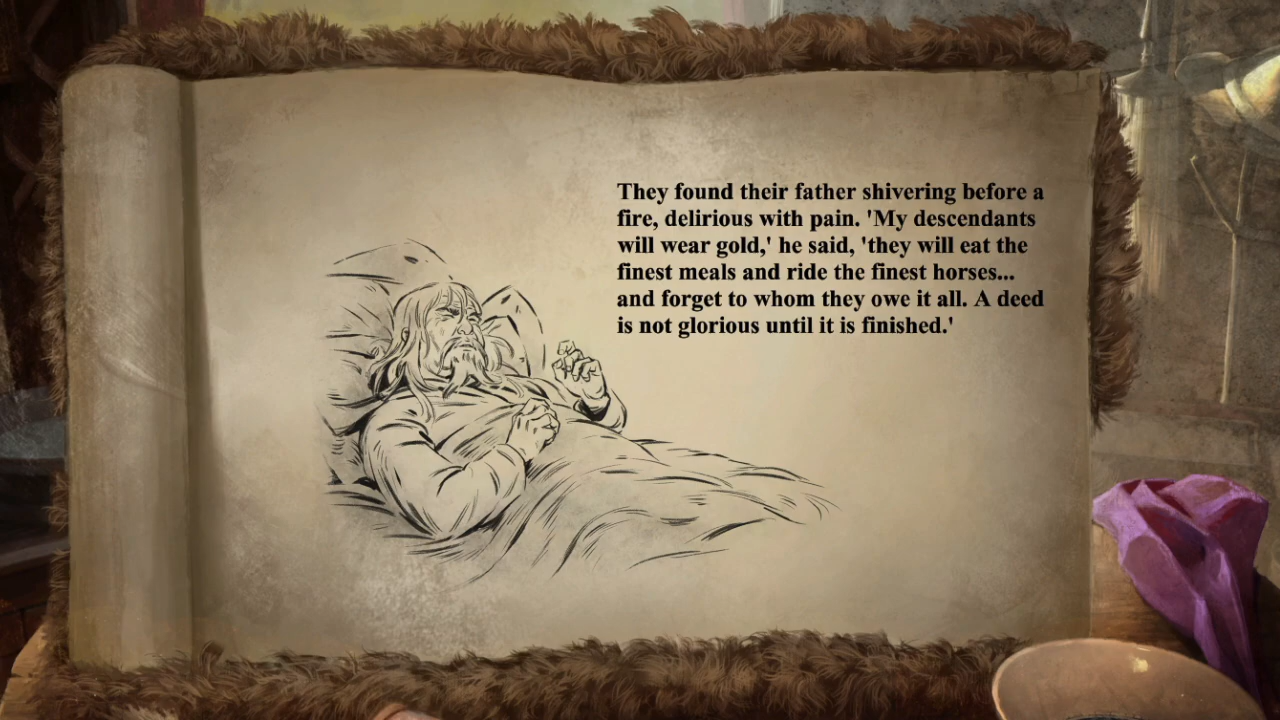 They found their father shivering before a
fire, delirious with pain. 'My descendants
will wear gold,' he said, 'they will eat the
finest meals and ride the finest horses...
and forget to whom they owe it all. A deed
is not glorious until it is finished.'